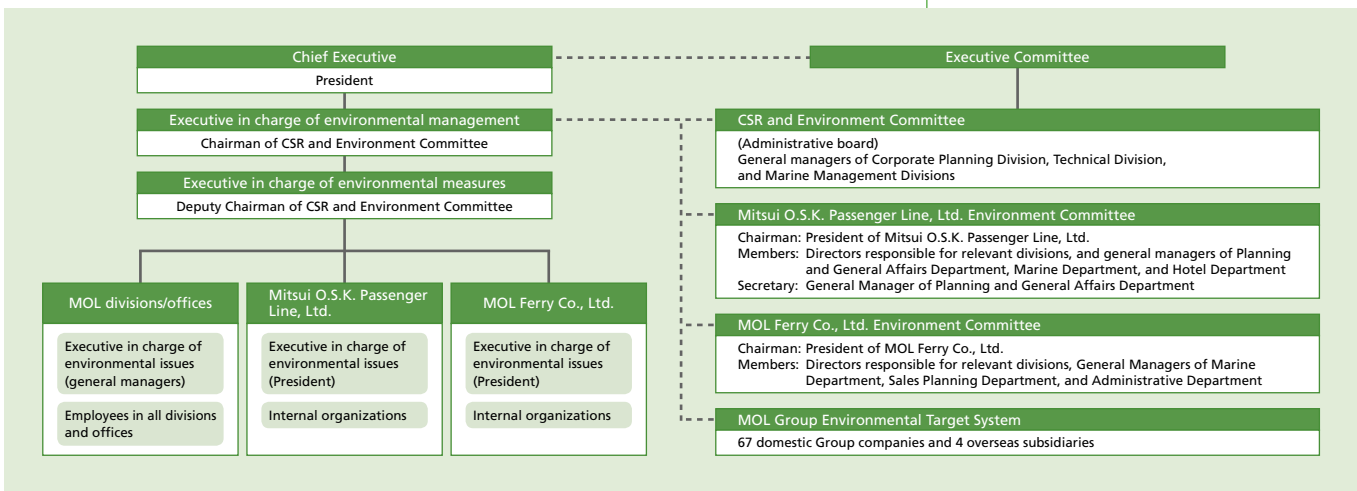 Chief Executive
President
Executive Committee
Executive in charge of environmental management
Chairman of CSR and Environment Committee
Executive in charge of environmental measures
Deputy Chairman of CSR and Environment Committee
MOL divisions/offices
Executive in charge of
environmental issues
(general managers)
Employees in all divisions
and offices
Mitsui O.S.K. Passenger
Line, Ltd.
Executive in charge of
environmental issues
(President)
Internal organizations
MOL Ferry Co., Ltd.
Executive in charge of
environmental issues
(President)
Internal organizations
CSR and Environment Committee
(Administrative board)
General managers of Corporate Planning Division, Technical Division,
and Marine Management Divisions
Mitsui O.S.K. Passenger Line, Ltd. Environment Committee
Chairman: President of Mitsui O.S.K. Passenger Line, Ltd.
Members: Directors responsible for relevant divisions, and general managers of Planning
and General Affairs Department, Marine Department, and Hotel Department
Secretary: General Manager of Planning and General Affairs Department
MOL Ferry Co., Ltd. Environment Committee
Chairman: President of MOL Ferry Co., Ltd.
Members: Directors responsible for relevant divisions, General Managers of Marine
Department, Sales Planning Department, and Administrative Department
MOL Group Environmental Target System
67 domestic Group companies and 4 overseas subsidiaries